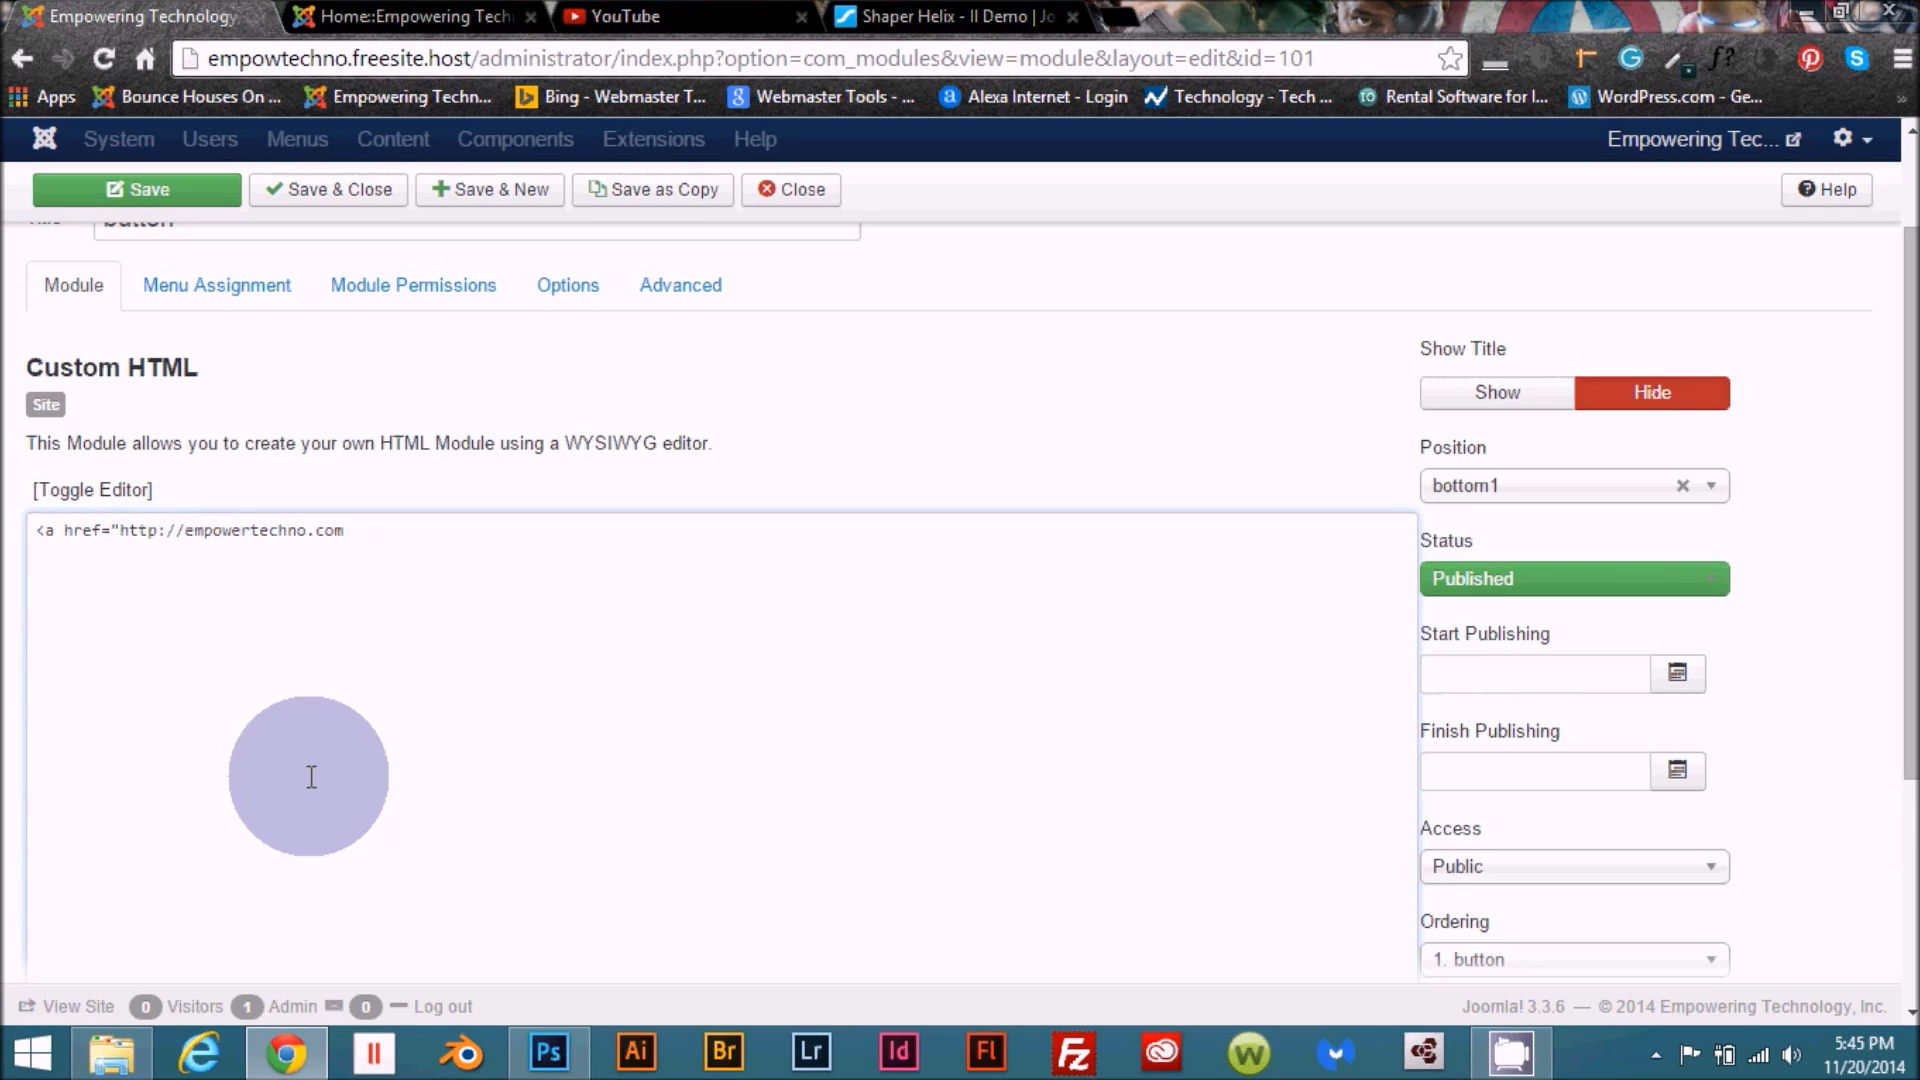 Empowering Technology
Home::Empowering Tech
YouTube
Shaper Helix - II Demo | Jo
empowtechno.freesite.host/administrator/index.php?option=com_modules&view=module&layout=edit&id=101
Apps
Bounce Houses On ...
Empowering Techn...
Bing - Webmaster T...
Webmaster Tools - ...
Alexa Internet - Login
Technology - Tech ...
Rental Software for I...
WordPress.com - Ge...
System Users Menus Content Components Extensions Help
Empowering Tec...
Save
Save & Close
Save & New
Save as Copy
Close
Help
button
Module
Menu Assignment
Module Permissions
Options
Advanced
Custom HTML
Site
This Module allows you to create your own HTML Module using a WYSIWYG editor.
[Toggle Editor]
<a href="http://empowertechno.com
Show Title
Show Hide
Position
bottom1
Status
Published
Start Publishing
Finish Publishing
Access
Public
Ordering
1. button
View Site 0 Visitors 1 Admin 0 Log out
Joomla! 3.3.6 — © 2014 Empowering Technology, Inc.
Ps
Ai
Br
Lr
Id
Fl
Fz
5:45 PM
11/20/2014